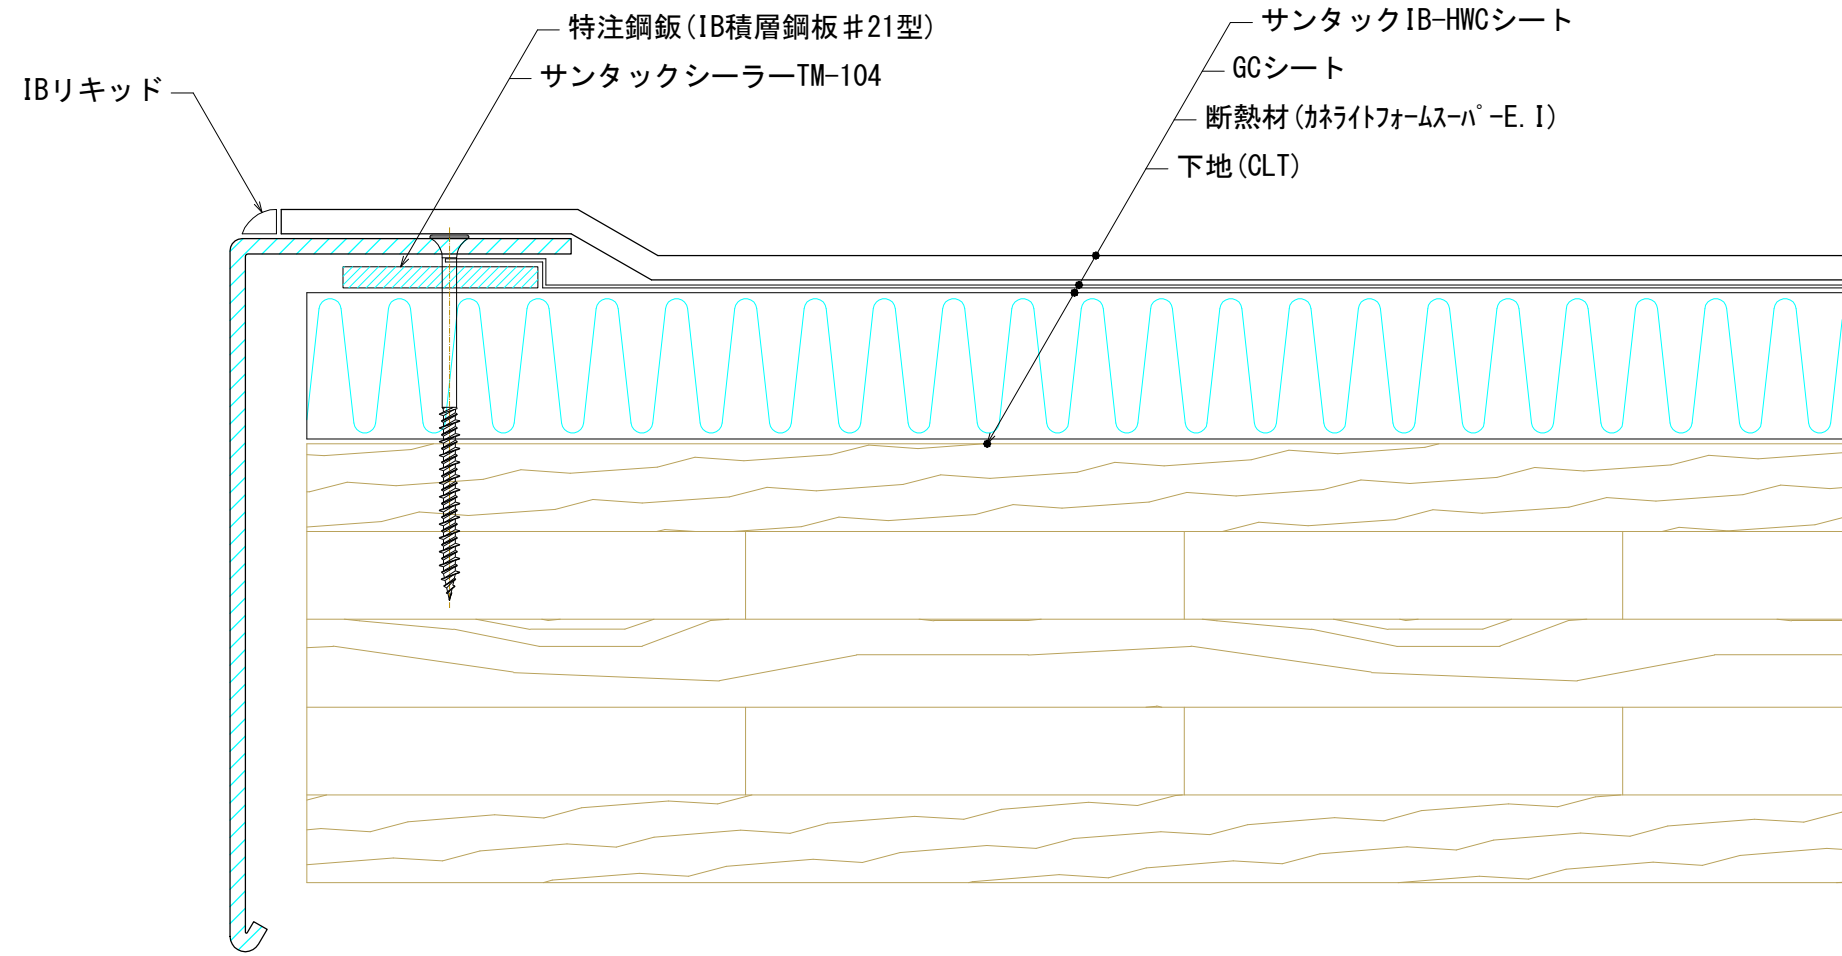 特注鋼鈑(IB積層鋼板＃21型)
サンタックシーラーTM-104
IBリキッド
サンタックIB-HWCシート
GCシート
断熱材(ｶﾈﾗｲﾄﾌｫｰﾑｽｰﾊﾟｰE.I)
下地(CLT)